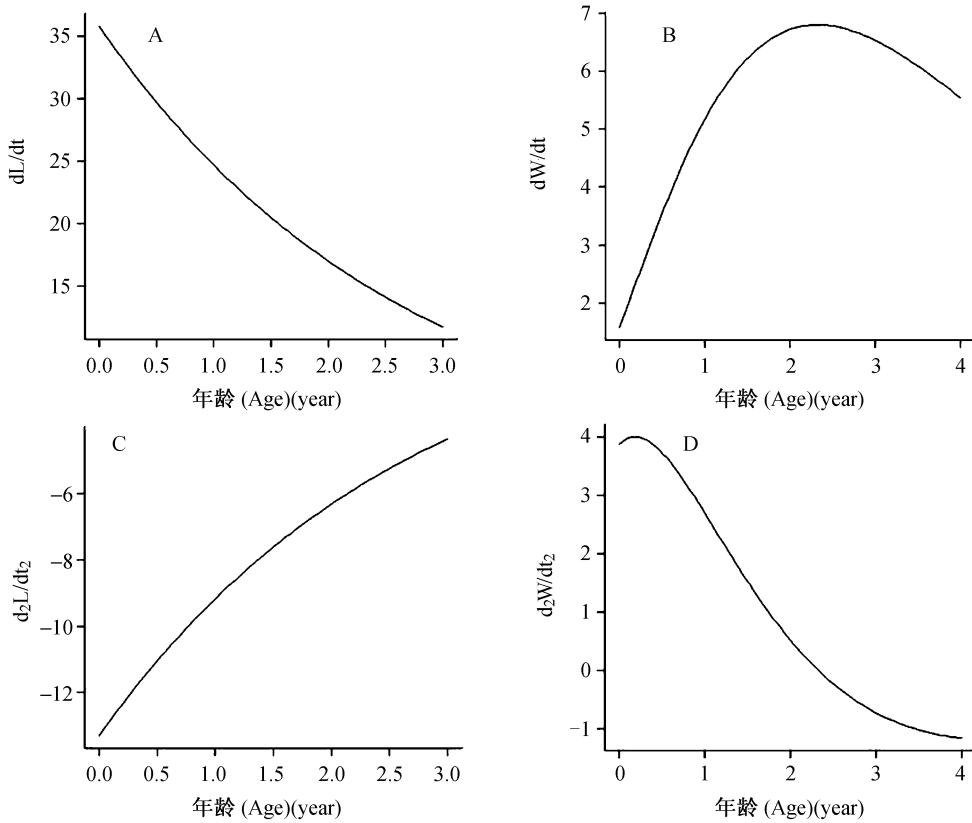 A
dL/dt
35
30
25
20
15
0.0 0.5 1.0 1.5 2.0 2.5 3.0
年龄 (Age)(year)
B
dW/dt
7
6
5
4
3
2
0 1 2 3 4
年龄 (Age)(year)
C
d₂L/dt₂
−6
−8
−10
−12
0.0 0.5 1.0 1.5 2.0 2.5 3.0
年龄 (Age)(year)
D
d₂W/dt₂
4
3
2
1
0
−1
0 1 2 3 4
年龄 (Age)(year)